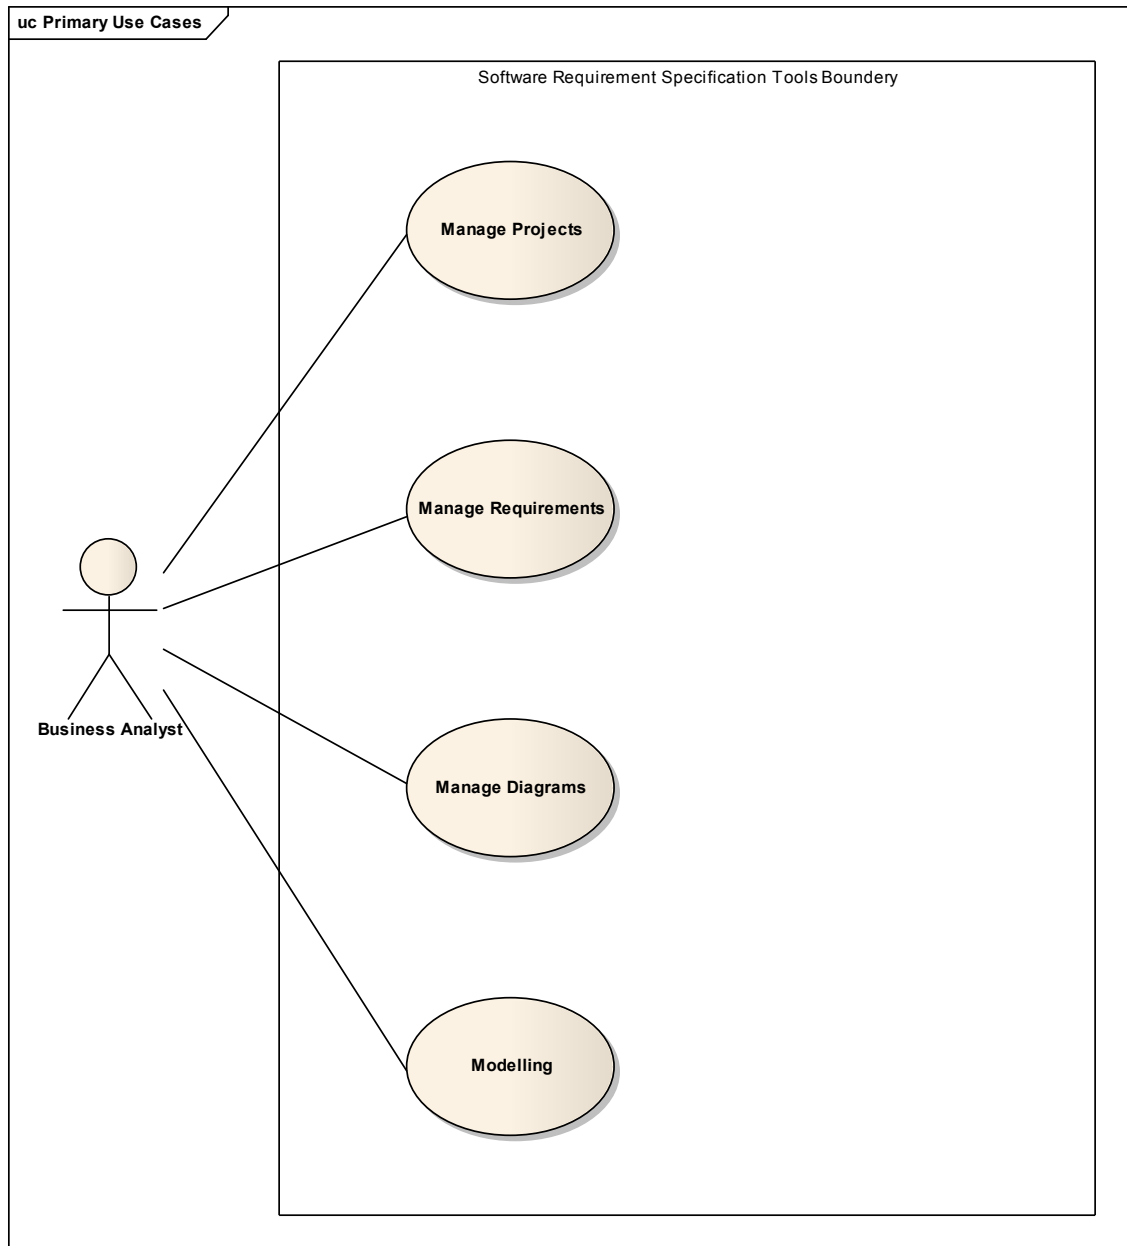 uc Primary Use Cases
Software Requirement Specification Tools Boundery
Manage Projects
Manage Requirements
Business Analyst
Manage Diagrams
Modelling